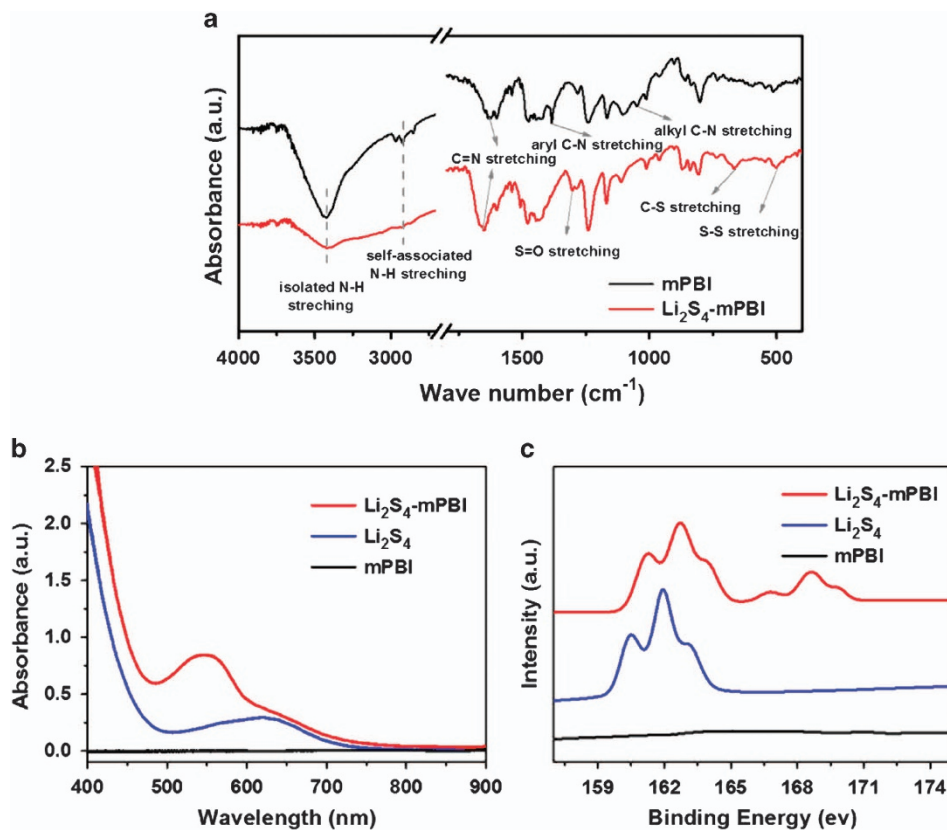 a
Absorbance (a.u.)
C=N stretching
aryl C-N stretching
alkyl C-N stretching
isolated N-H
streching
self-associated
N-H streching
S=O stretching
C-S stretching
S-S stretching
mPBI
Li₂S₄-mPBI
4000 3500 3000 1500 1000 500
Wave number (cm⁻¹)
b
Absorbance (a.u.)
2.5
2.0
1.5
1.0
0.5
0.0
Li₂S₄-mPBI
Li₂S₄
mPBI
400 500 600 700 800 900
Wavelength (nm)
c
Intensity (a.u.)
Li₂S₄-mPBI
Li₂S₄
mPBI
159 162 165 168 171 174
Binding Energy (ev)